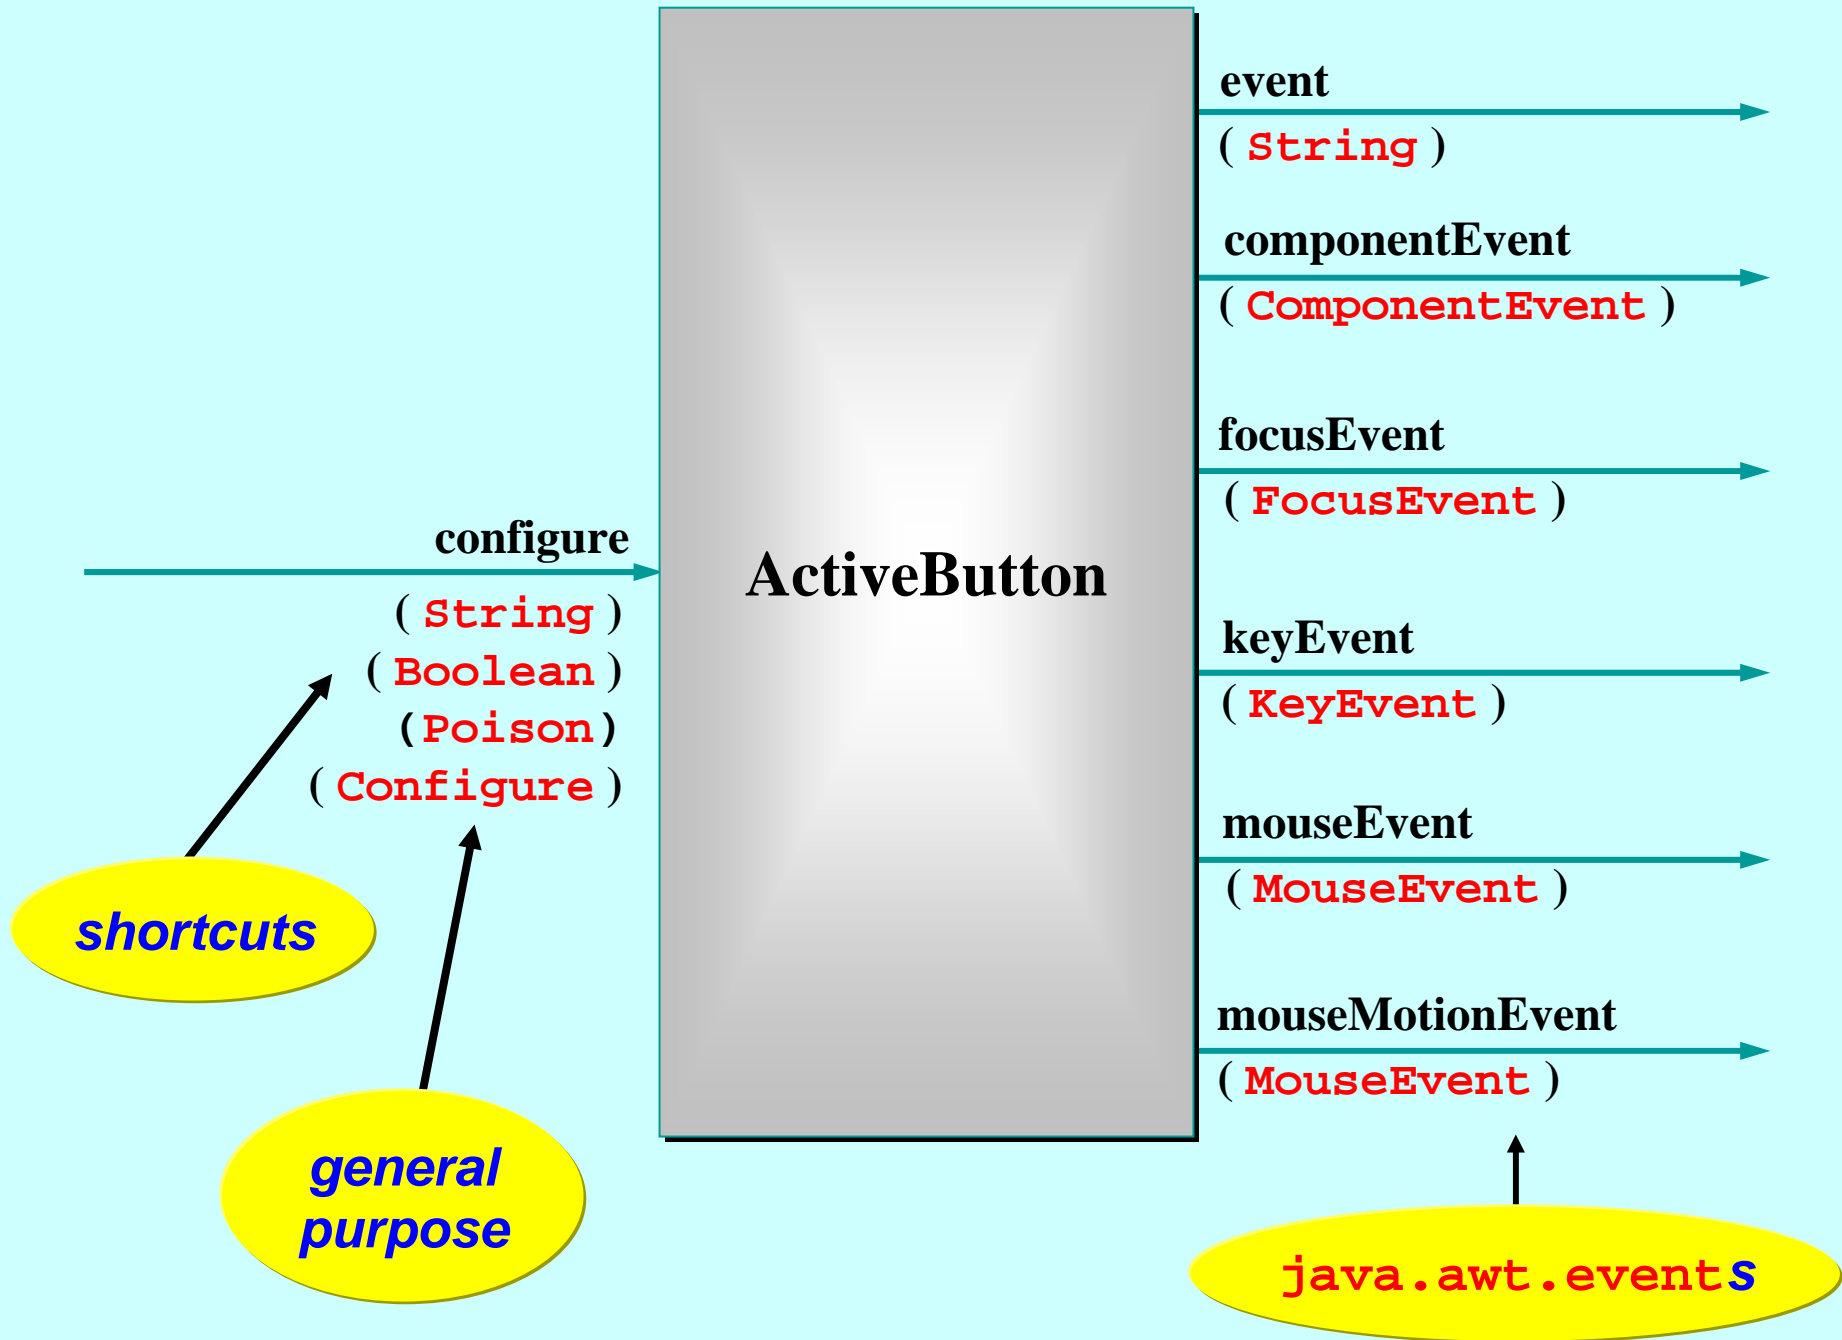 configure
( String )
( Boolean )
(Poison)
( Configure )
shortcuts
general
purpose
ActiveButton
event
( String )
componentEvent
( ComponentEvent )
focusEvent
( FocusEvent )
keyEvent
( KeyEvent )
mouseEvent
( MouseEvent )
mouseMotionEvent
( MouseEvent )
java.awt.events